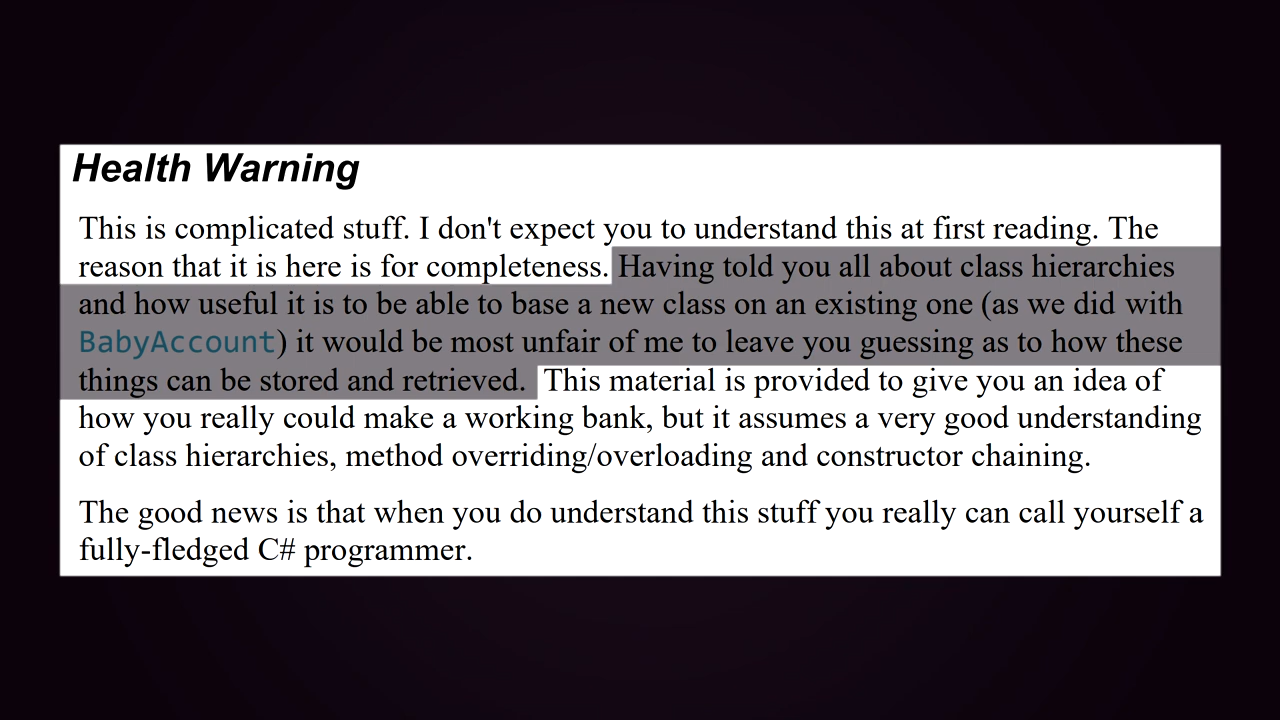 Health Warning
This is complicated stuff. I don't expect you to understand this at first reading. The
reason that it is here is for completeness. Having told you all about class hierarchies
and how useful it is to be able to base a new class on an existing one (as we did with
BabyAccount) it would be most unfair of me to leave you guessing as to how these
things can be stored and retrieved. This material is provided to give you an idea of
how you really could make a working bank, but it assumes a very good understanding
of class hierarchies, method overriding/overloading and constructor chaining.
The good news is that when you do understand this stuff you really can call yourself a
fully-fledged C# programmer.